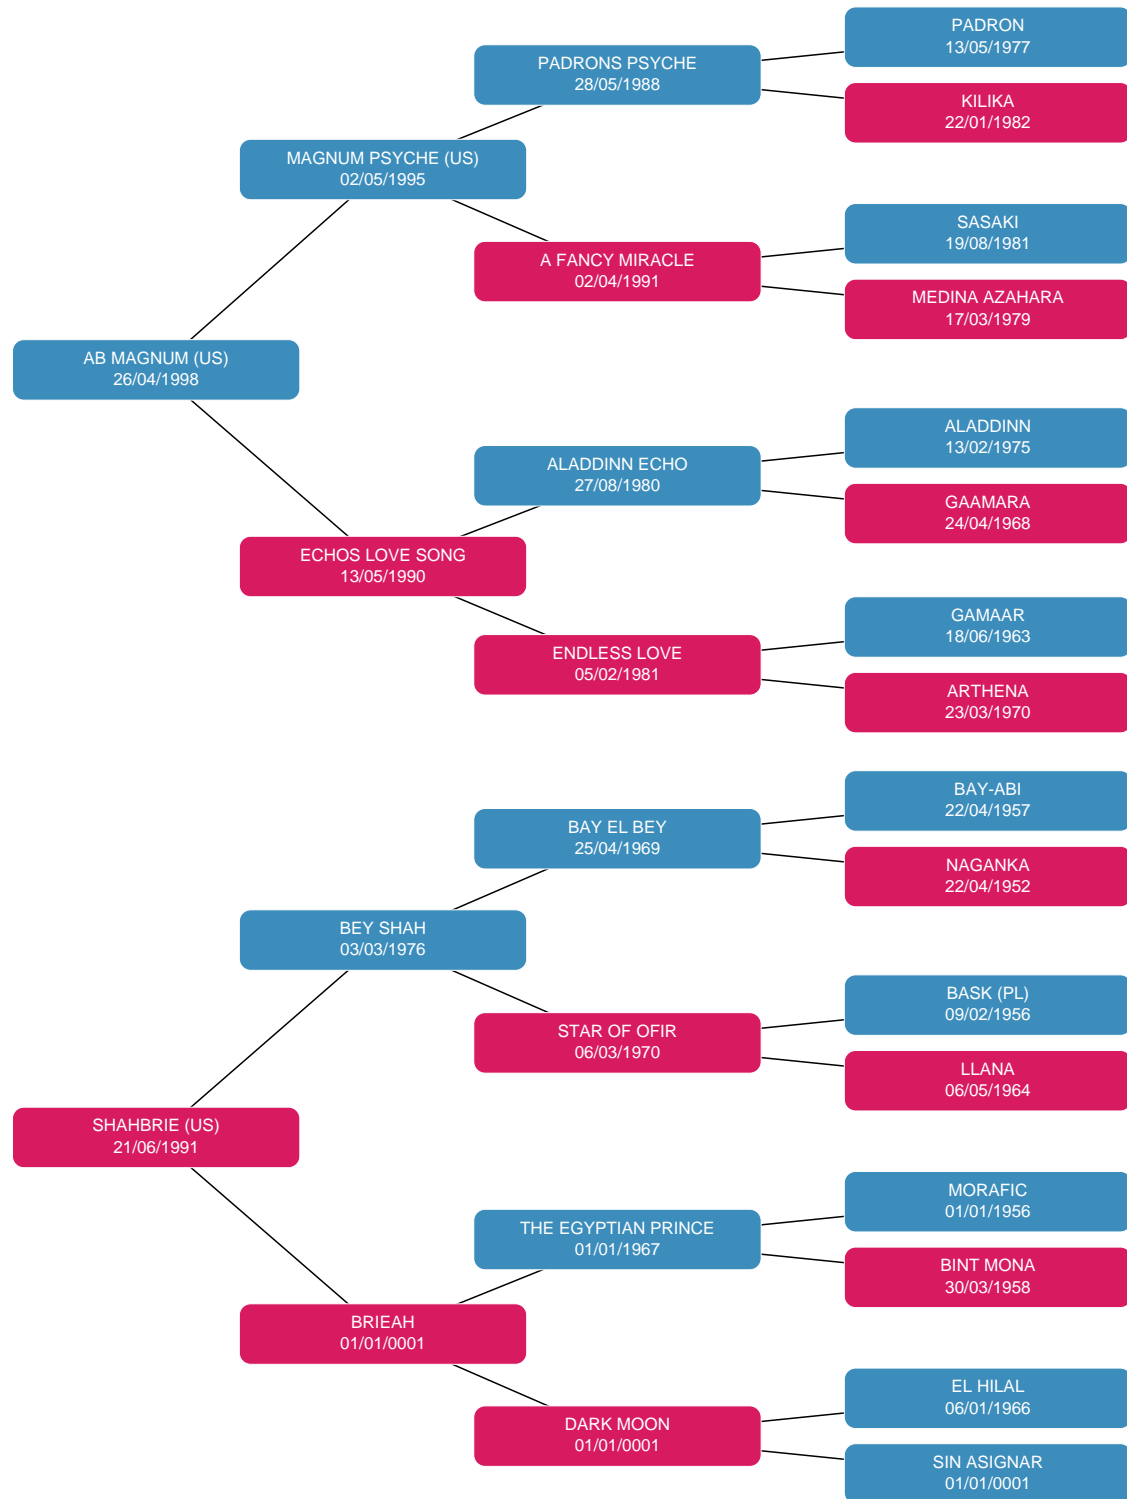 PADRON
13/05/1977
PADRONS PSYCHE
28/05/1988
KILIKA
22/01/1982
MAGNUM PSYCHE (US)
02/05/1995
SASAKI
19/08/1981
A FANCY MIRACLE
02/04/1991
MEDINA AZAHARA
17/03/1979
AB MAGNUM (US)
26/04/1998
ALADDINN
13/02/1975
ALADDINN ECHO
27/08/1980
GAAMARA
24/04/1968
ECHOS LOVE SONG
13/05/1990
GAMAAR
18/06/1963
ENDLESS LOVE
05/02/1981
ARTHENA
23/03/1970
BAY-ABI
22/04/1957
BAY EL BEY
25/04/1969
NAGANKA
22/04/1952
BEY SHAH
03/03/1976
BASK (PL)
09/02/1956
STAR OF OFIR
06/03/1970
LLANA
06/05/1964
SHAHBRIE (US)
21/06/1991
MORAFIC
01/01/1956
THE EGYPTIAN PRINCE
01/01/1967
BINT MONA
30/03/1958
BRIEAH
01/01/0001
EL HILAL
06/01/1966
DARK MOON
01/01/0001
SIN ASIGNAR
01/01/0001